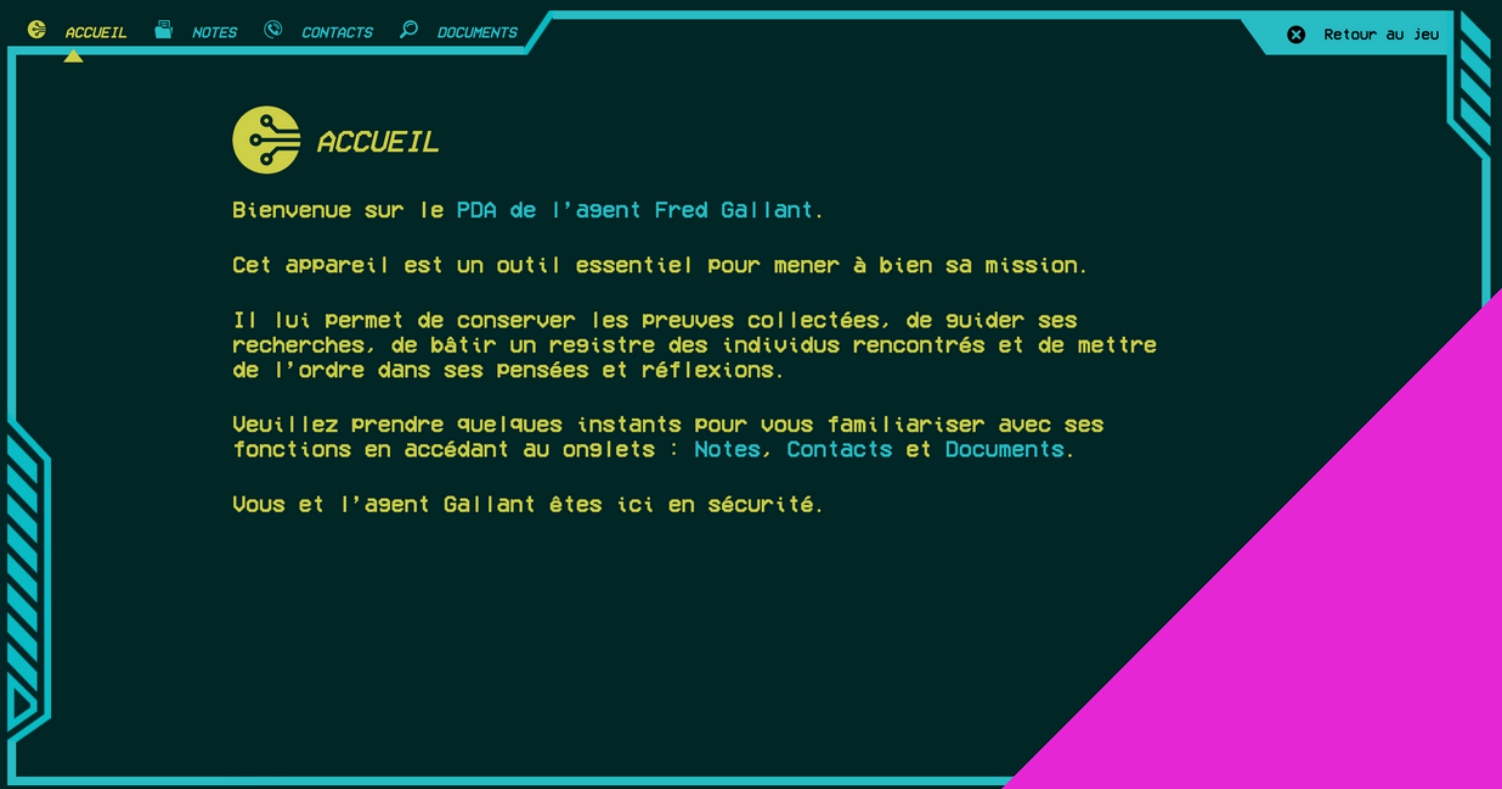 ACCUEIL
NOTES
CONTACTS
DOCUMENTS
Retour au jeu
ACCUEIL
Bienvenue sur le PDA de l'agent Fred Gallant.
Cet appareil est un outil essentiel pour mener à bien sa mission.
Il lui permet de conserver les preuves collectées, de guider ses
recherches, de bâtir un registre des individus rencontrés et de mettre
de l'ordre dans ses pensées et réflexions.
Veuillez prendre quelques instants pour vous familiariser avec ses
fonctions en accédant au onglets : Notes, Contacts et Documents.
Vous et l'agent Gallant êtes ici en sécurité.